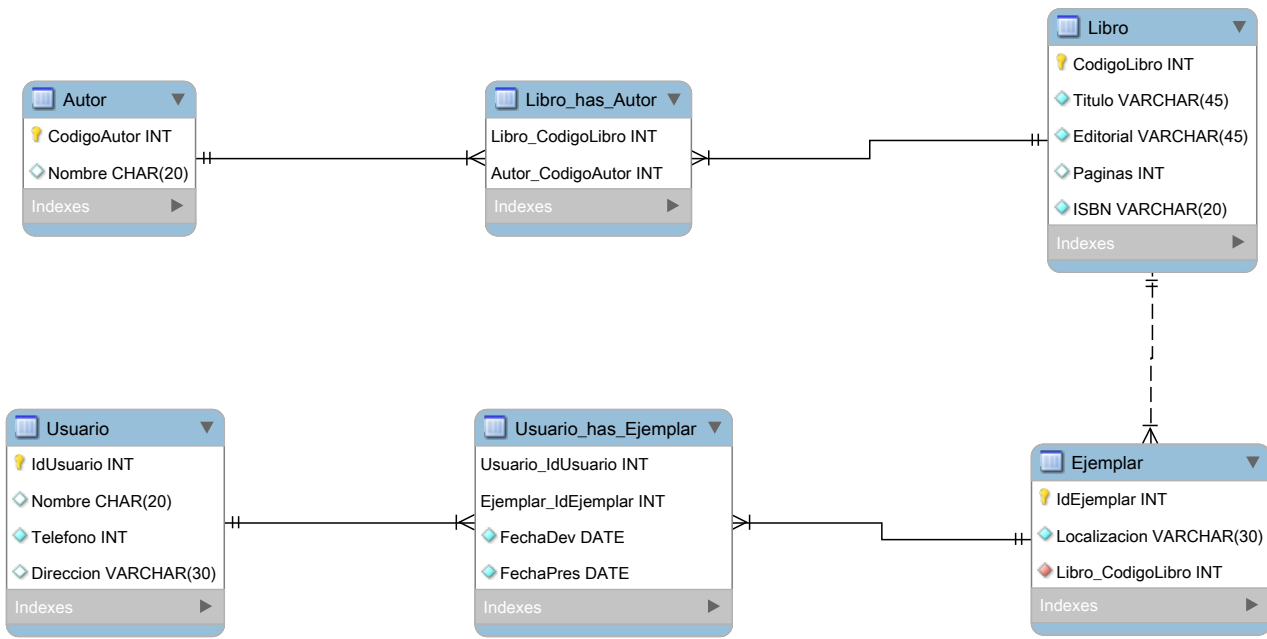 Autor
CodigoAutor INT
Nombre CHAR(20)
Indexes
Libro_has_Autor
Libro_CodigoLibro INT
Autor_CodigoAutor INT
Indexes
Libro
CodigoLibro INT
Titulo VARCHAR(45)
Editorial VARCHAR(45)
Paginas INT
ISBN VARCHAR(20)
Indexes
Usuario
IdUsuario INT
Nombre CHAR(20)
Telefono INT
Direccion VARCHAR(30)
Indexes
Usuario_has_Ejemplar
Usuario_IdUsuario INT
Ejemplar_IdEjemplar INT
FechaDev DATE
FechaPres DATE
Indexes
Ejemplar
IdEjemplar INT
Localizacion VARCHAR(30)
Libro_CodigoLibro INT
Indexes